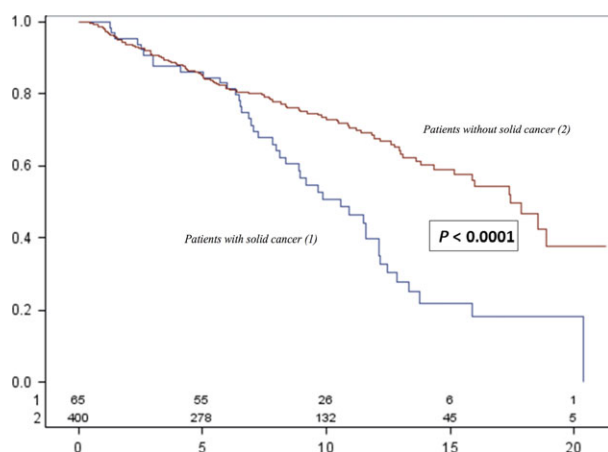 1.0
0.8
Patients without solid cancer (2)
0.6
P < 0.0001
Patients with solid cancer (1)
0.4
0.2
0.0
1 65 55 26 6 1
2 400 278 132 45 5
0 5 10 15 20